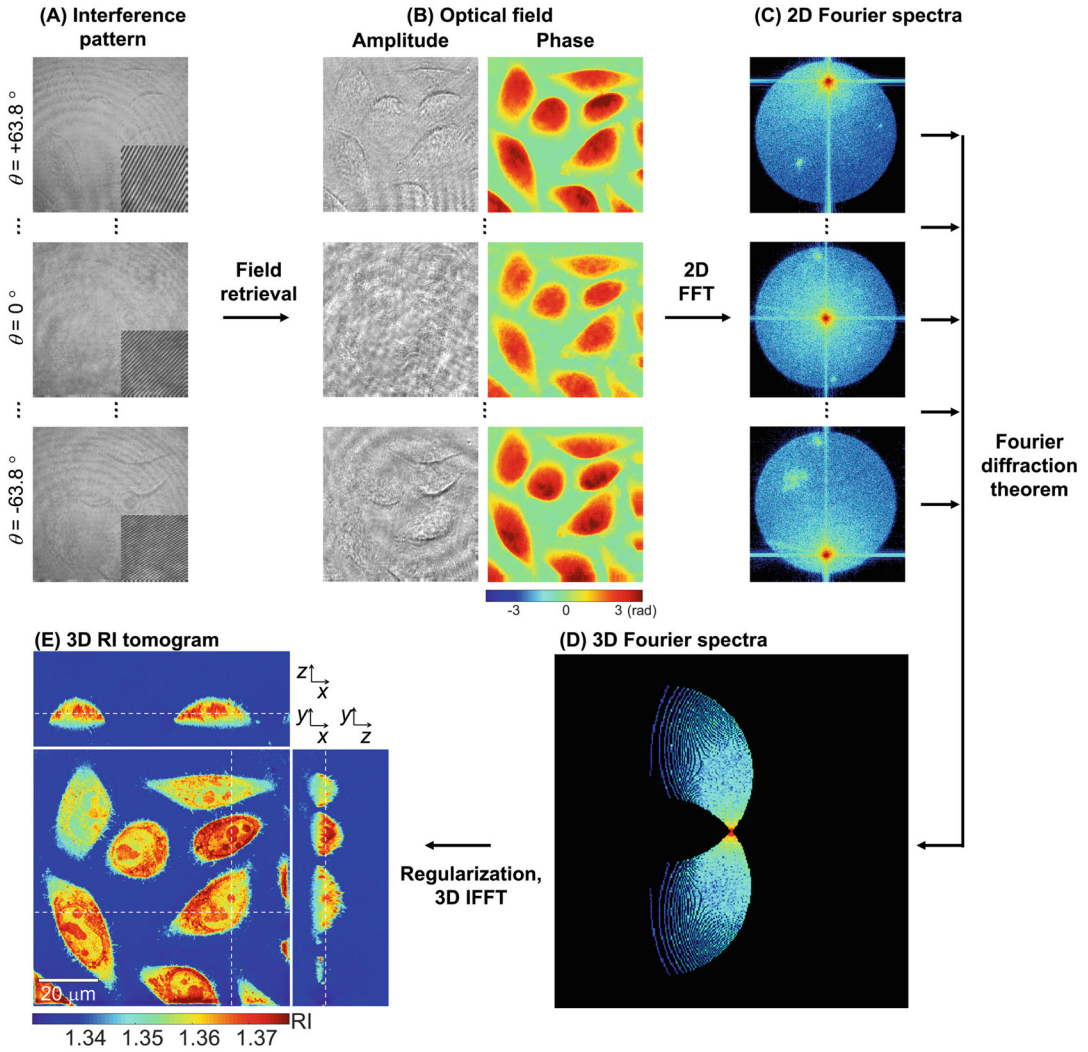 (A) Interference
pattern
(B) Optical field
Amplitude
Phase
(C) 2D Fourier spectra
θ = +63.8 °
...
θ = 0 °
...
θ = -63.8 °
...
...
Field
retrieval
...
...
2D
FFT
...
...
Fourier
diffraction
theorem
-3 0 3 (rad)
(E) 3D RI tomogram
z
x
y
x
y
z
20 μm
1.34 1.35 1.36 1.37
RI
Regularization,
3D IFFT
(D) 3D Fourier spectra